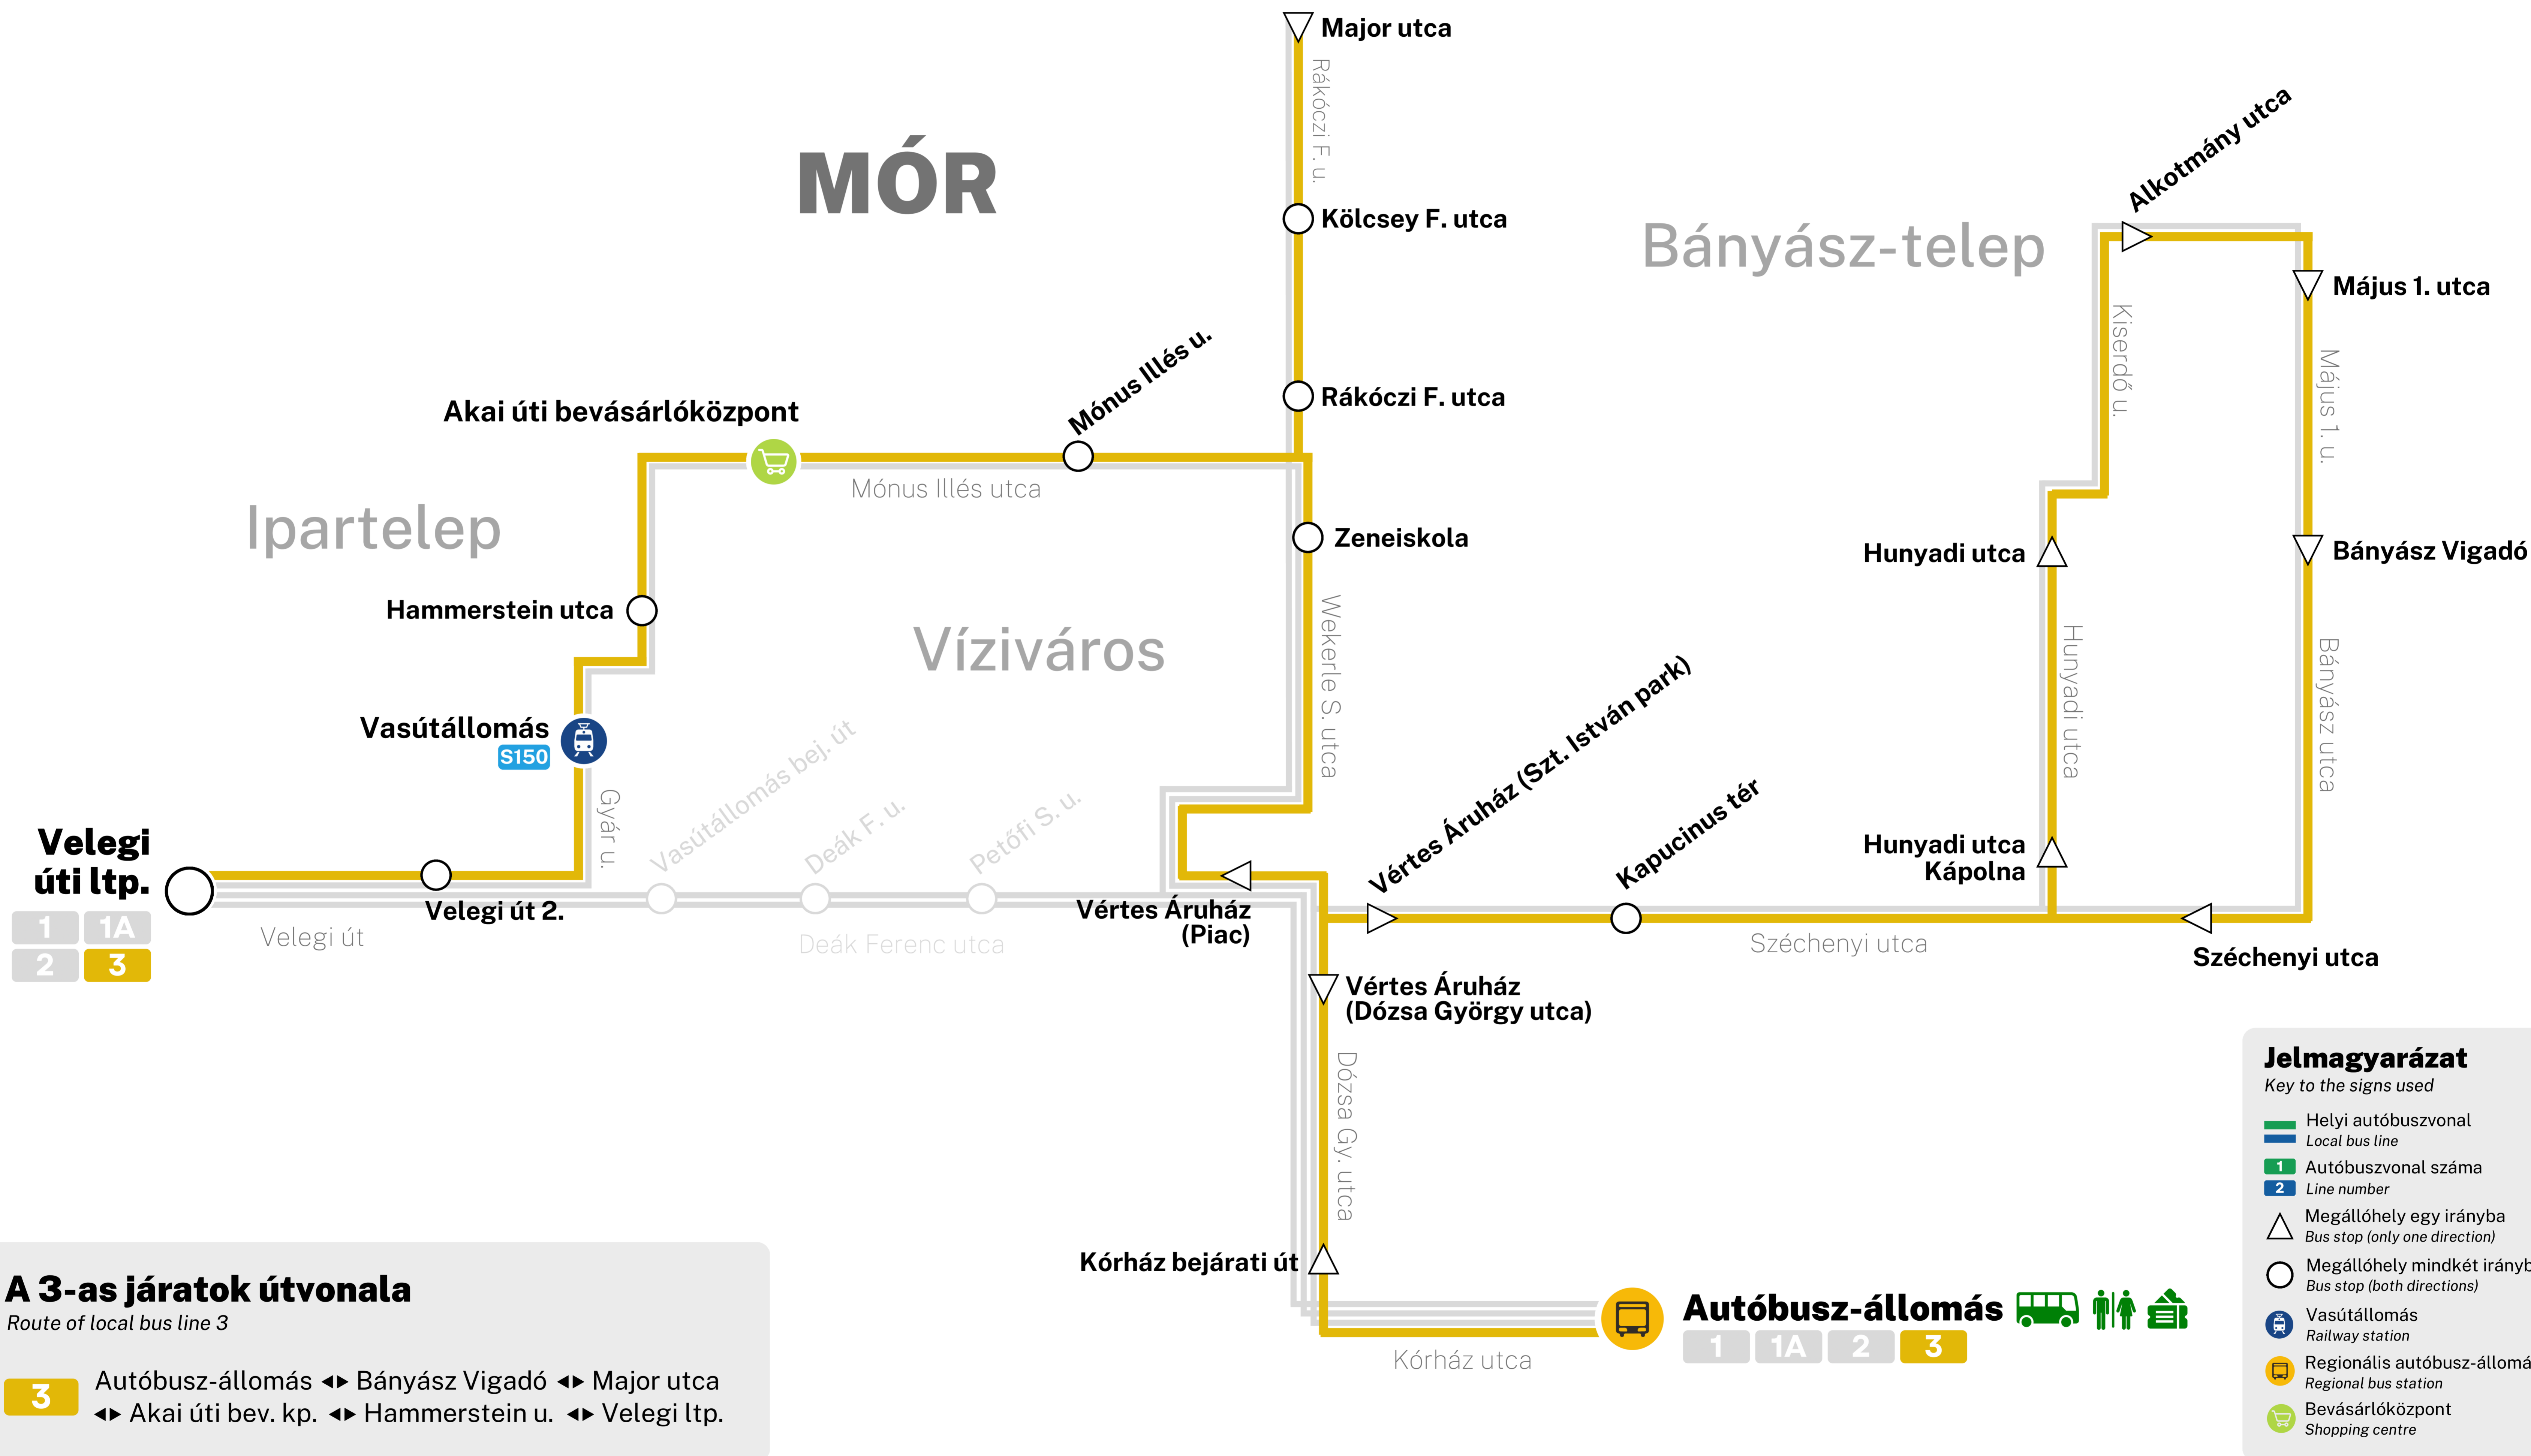 MÓR
Major utca
Rákóczi F. u.
Kölcsey F. utca
Rákóczi F. utca
Bányász-telep
Alkotmány utca
Május 1. utca
Kiserdő u.
Május 1. u.
Bányász Vigadó
Hunyadi utca
Hunyadi utca
Bányász utca
Hunyadi utca
Kápolna
Széchenyi utca
Széchenyi utca
Akai úti bevásárlóközpont
Mónus Illés u.
Mónus Illés utca
Ipartelep
Zeneiskola
Hammerstein utca
Víziváros
Wekerle S. utca
Vasútállomás
S150
Gyár u.
Vasútállomás bej. út
Deák F. u.
Petőfi S. u.
Vértes Áruház (Szt. István park)
Kapucinus tér
Velegi
úti ltp.
1 1A
2 3
Velegi út 2.
Velegi út
Deák Ferenc utca
Vértes Áruház
(Piac)
Vértes Áruház
(Dózsa György utca)
Dózsa Gy. utca
Kórház bejárati út
Autóbusz-állomás
1 1A 2 3
Kórház utca
A 3-as járatok útvonala
Route of local bus line 3
3 Autóbusz-állomás ◂▸ Bányász Vigadó ◂▸ Major utca
◂▸ Akai úti bev. kp. ◂▸ Hammerstein u. ◂▸ Velegi ltp.
Jelmagyarázat
Key to the signs used
Helyi autóbuszvonal
Local bus line
1 Autóbuszvonal száma
2 Line number
Megállóhely egy irányba
Bus stop (only one direction)
Megállóhely mindkét irányb
Bus stop (both directions)
Vasútállomás
Railway station
Regionális autóbusz-állomá
Regional bus station
Bevásárlóközpont
Shopping centre